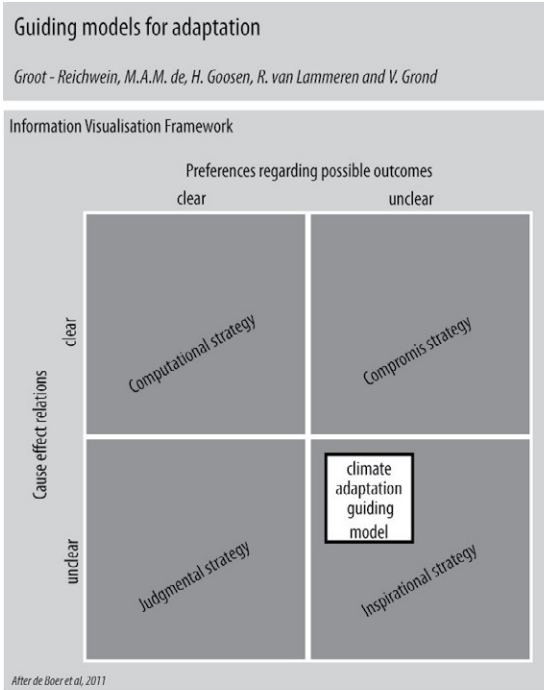 Guiding models for adaptation
Groot - Reichwein, M.A.M. de, H. Goosen, R. van Lammeren and V. Grond
Information Visualisation Framework
Preferences regarding possible outcomes
clear unclear
Cause effect relations
clear
Computational strategy
Compromis strategy
unclear
Judgmental strategy
climate
adaptation
guiding
model
Inspirational strategy
After de Boer et al, 2011